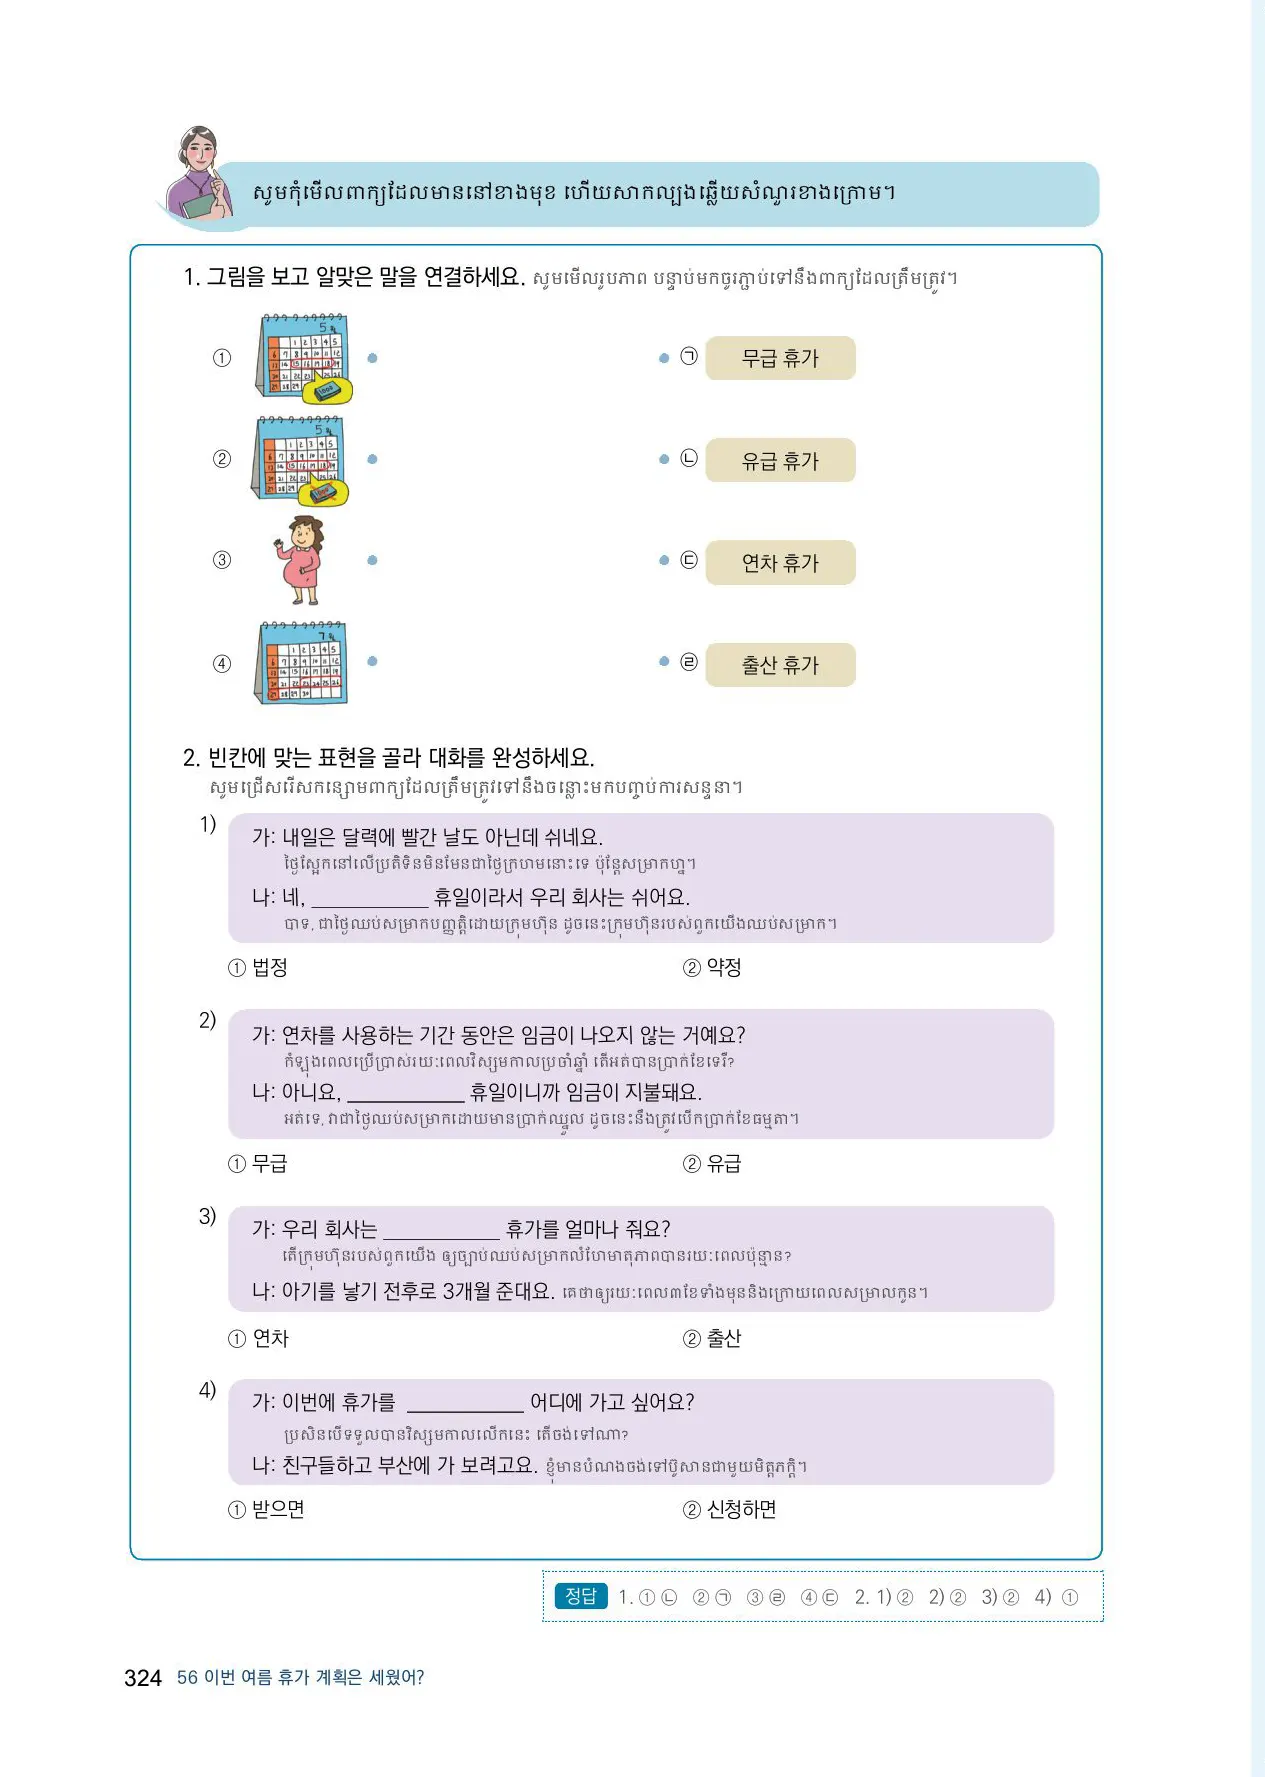 សូមកុំមើលពាក្យដែលមាននៅខាងមុខ ហើយសាកល្បងឆ្លើយសំណួរខាងក្រោម។
1. 그림을 보고 알맞은 말을 연결하세요. សូមមើលរូបភាព បន្ទាប់មកចូរភ្ជាប់ទៅនឹងពាក្យដែលត្រឹមត្រូវ។
① ㉠ 무급 휴가
② ㉡ 유급 휴가
③ ㉢ 연차 휴가
④ ㉣ 출산 휴가
2. 빈칸에 맞는 표현을 골라 대화를 완성하세요.
សូមជ្រើសរើសកន្សោមពាក្យដែលត្រឹមត្រូវទៅនឹងចន្លោះមកបញ្ចប់ការសន្ទនា។
1) 가: 내일은 달력에 빨간 날도 아닌데 쉬네요.
ថ្ងៃស្អែកនៅលើប្រតិទិនមិនមែនជាថ្ងៃក្រហមនោះទេ ប៉ុន្តែសម្រាកហ្ន។
나: 네, ___________ 휴일이라서 우리 회사는 쉬어요.
បាទ, ជាថ្ងៃឈប់សម្រាកបញ្ញត្តិដោយក្រុមហ៊ុន ដូចនេះក្រុមហ៊ុនរបស់ពួកយើងឈប់សម្រាក។
① 법정 ② 약정
2) 가: 연차를 사용하는 기간 동안은 임금이 나오지 않는 거예요?
កំឡុងពេលប្រើប្រាស់រយៈពេលវិស្សមកាលប្រចាំឆ្នាំ តើអត់បានប្រាក់ខែទេរឺ?
나: 아니요, ___________ 휴일이니까 임금이 지불돼요.
អត់ទេ, វាជាថ្ងៃឈប់សម្រាកដោយមានប្រាក់ឈ្នួល ដូចនេះនឹងត្រូវបើកប្រាក់ខែធម្មតា។
① 무급 ② 유급
3) 가: 우리 회사는 ___________ 휴가를 얼마나 줘요?
តើក្រុមហ៊ុនរបស់ពួកយើង ឲ្យច្បាប់ឈប់សម្រាកលំហែមាតុភាពបានរយៈពេលប៉ុន្មាន?
나: 아기를 낳기 전후로 3개월 준대요. គេថាឲ្យរយៈពេល៣ខែទាំងមុននិងក្រោយពេលសម្រាលកូន។
① 연차 ② 출산
4) 가: 이번에 휴가를 ___________ 어디에 가고 싶어요?
ប្រសិនបើទទួលបានវិស្សមកាលលើកនេះ តើចង់ទៅណា?
나: 친구들하고 부산에 가 보려고요. ខ្ញុំមានបំណងចង់ទៅប៊ូសានជាមួយមិត្តភក្តិ។
① 받으면 ② 신청하면
정답 1. ① ㉡ ② ㉠ ③ ㉣ ④ ㉢ 2. 1) ② 2) ② 3) ② 4) ①
324 56 이번 여름 휴가 계획은 세웠어?